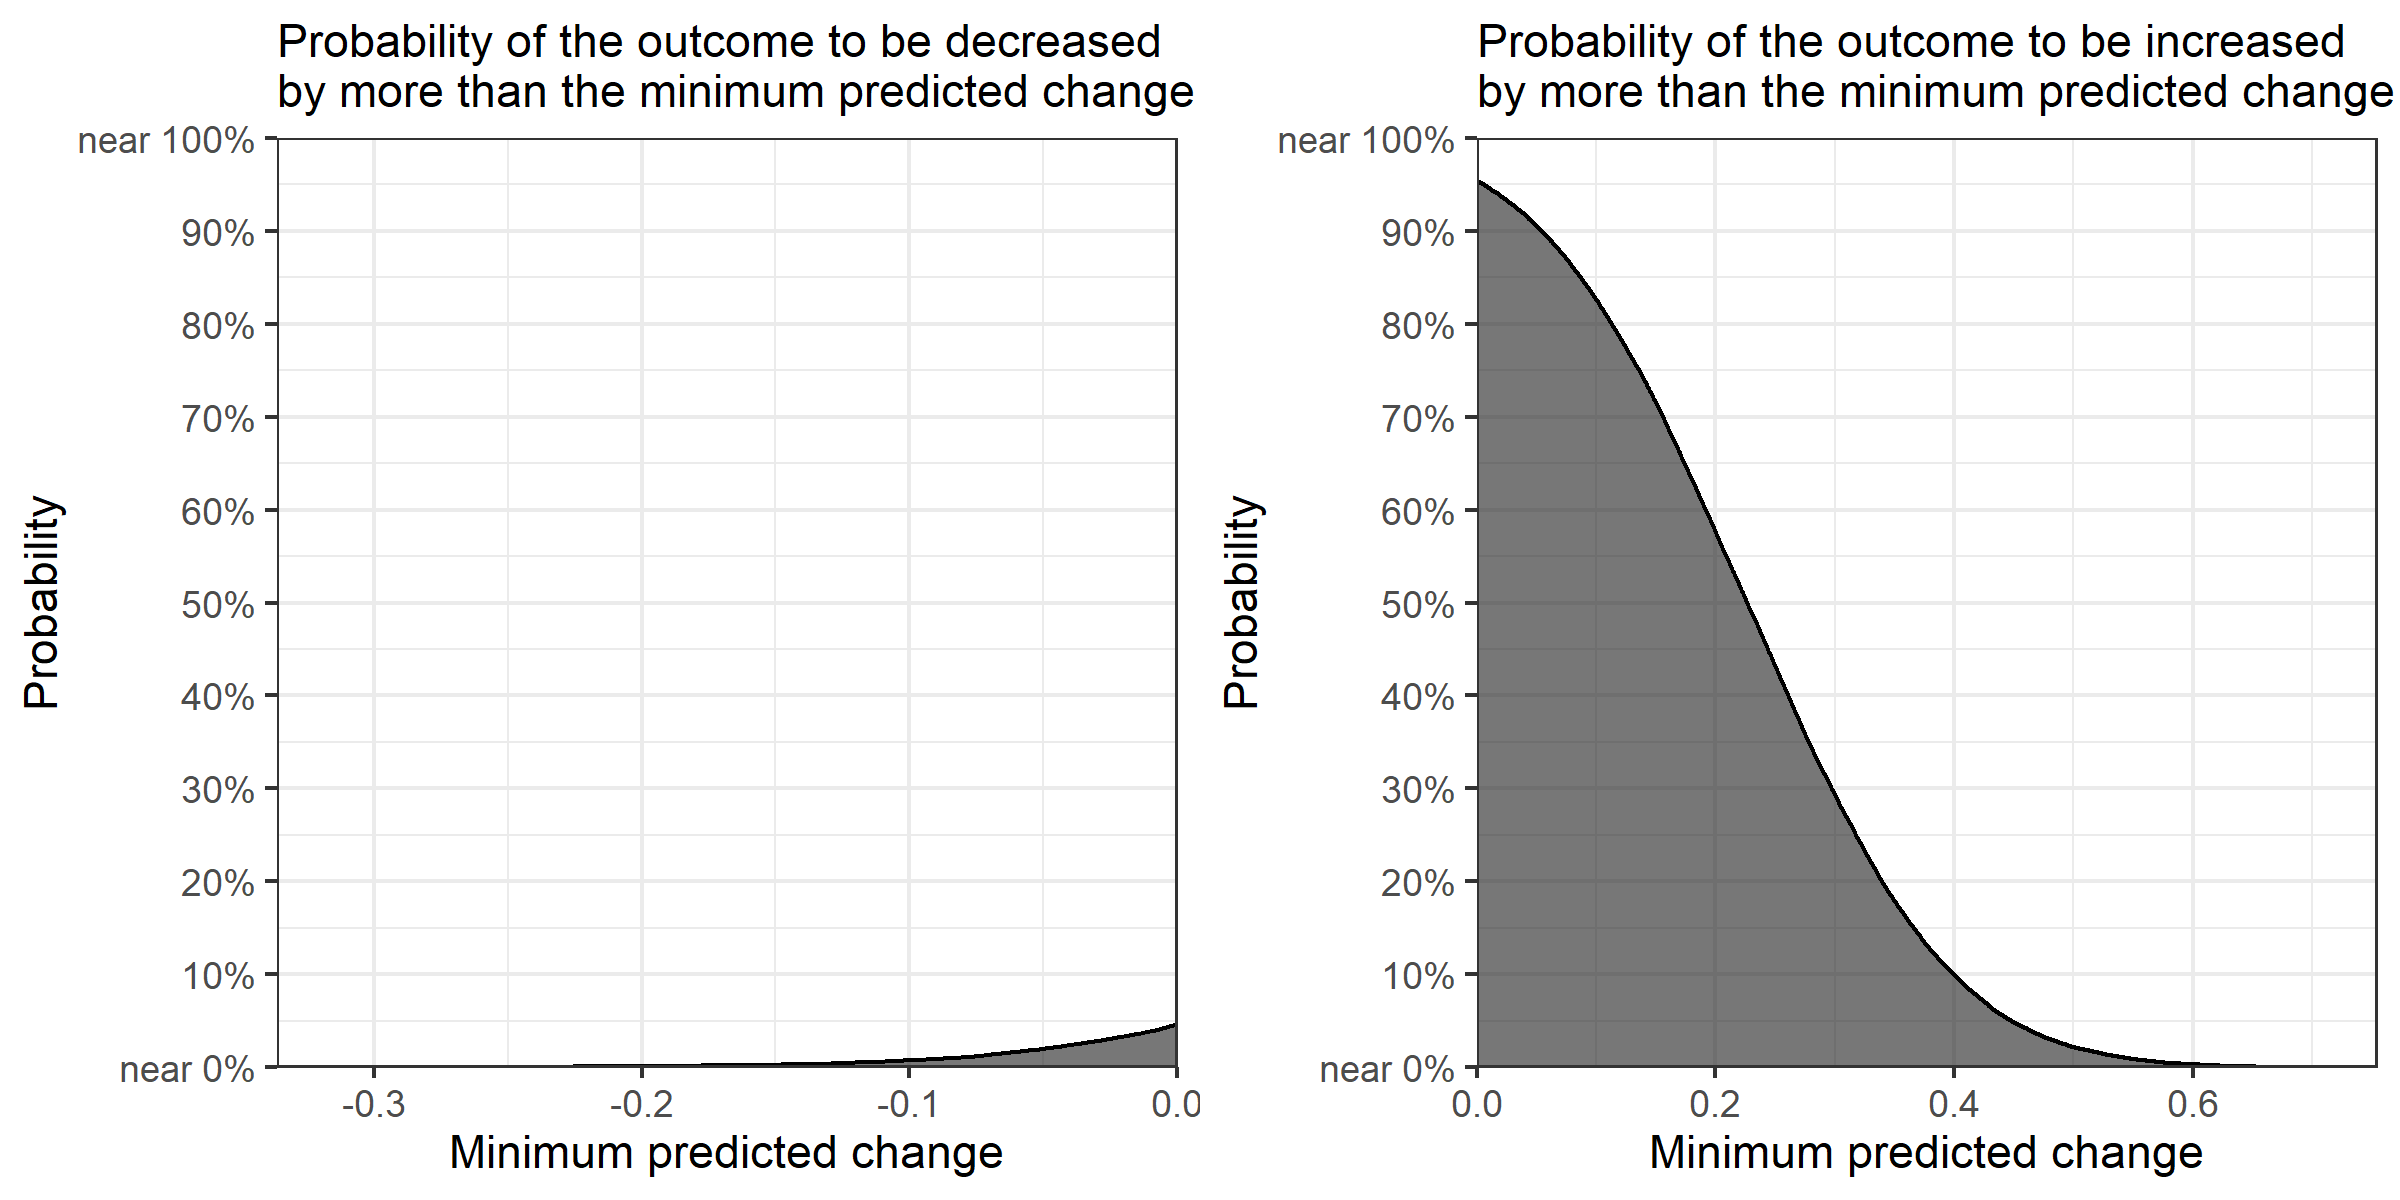 Probability of the outcome to be decreased
by more than the minimum predicted change
near 100%
90%
80%
70%
60%
50%
40%
30%
20%
10%
near 0%
Probability
-0.3
-0.2
-0.1
0.0
Minimum predicted change
Probability of the outcome to be increased
by more than the minimum predicted change
near 100%
90%
80%
70%
60%
50%
40%
30%
20%
10%
near 0%
Probability
0.0
0.2
0.4
0.6
Minimum predicted change